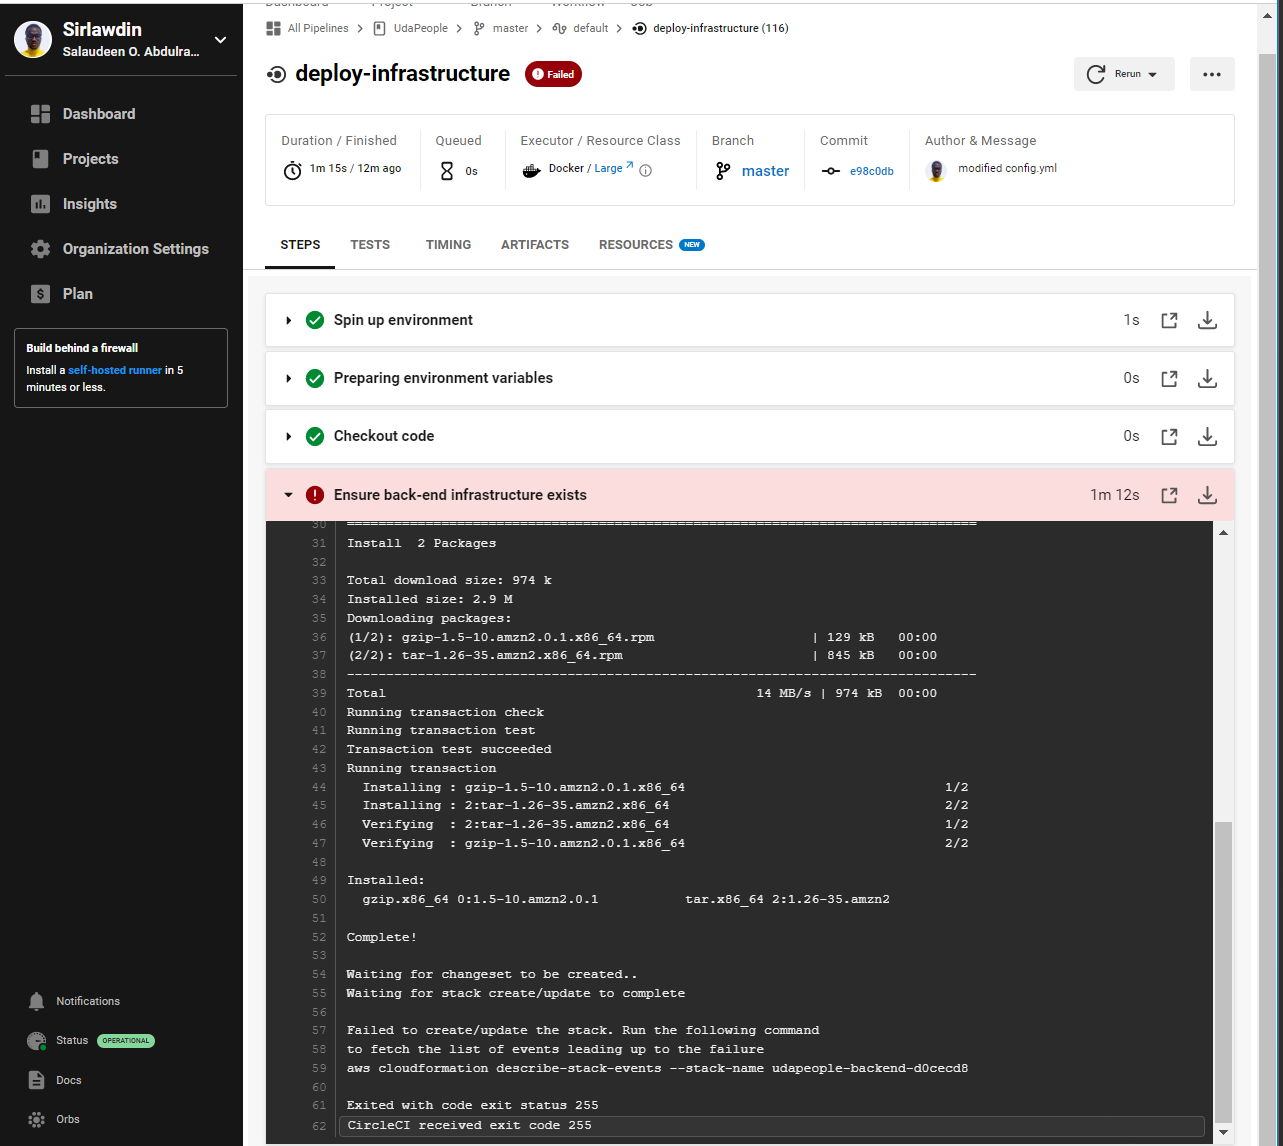 Sirlawdin
Salaudeen O. Abdulra...
Dashboard
Projects
Insights
Organization Settings
Plan
Build behind a firewall
Install a self-hosted runner in 5
minutes or less.
Notifications
Status OPERATIONAL
Docs
Orbs
Dashboard Project Branch Workflow Job
All Pipelines UdaPeople master default deploy-infrastructure (116)
deploy-infrastructure Failed
Rerun
Duration / Finished Queued Executor / Resource Class Branch Commit Author & Message
1m 15s / 12m ago 0s Docker / Large master e98c0db modified config.yml
STEPS TESTS TIMING ARTIFACTS RESOURCES NEW
Spin up environment 1s
Preparing environment variables 0s
Checkout code 0s
Ensure back-end infrastructure exists 1m 12s
30 ================================================================================
31 Install  2 Packages
32
33 Total download size: 974 k
34 Installed size: 2.9 M
35 Downloading packages:
36 (1/2): gzip-1.5-10.amzn2.0.1.x86_64.rpm | 129 kB 00:00
37 (2/2): tar-1.26-35.amzn2.x86_64.rpm | 845 kB 00:00
38 --------------------------------------------------------------------------------
39 Total 14 MB/s | 974 kB 00:00
40 Running transaction check
41 Running transaction test
42 Transaction test succeeded
43 Running transaction
44 Installing : gzip-1.5-10.amzn2.0.1.x86_64 1/2
45 Installing : 2:tar-1.26-35.amzn2.x86_64 2/2
46 Verifying : 2:tar-1.26-35.amzn2.x86_64 1/2
47 Verifying : gzip-1.5-10.amzn2.0.1.x86_64 2/2
48
49 Installed:
50 gzip.x86_64 0:1.5-10.amzn2.0.1 tar.x86_64 2:1.26-35.amzn2
51
52 Complete!
53
54 Waiting for changeset to be created..
55 Waiting for stack create/update to complete
56
57 Failed to create/update the stack. Run the following command
58 to fetch the list of events leading up to the failure
59 aws cloudformation describe-stack-events --stack-name udapeople-backend-d0cecd8
60
61 Exited with code exit status 255
62 CircleCI received exit code 255